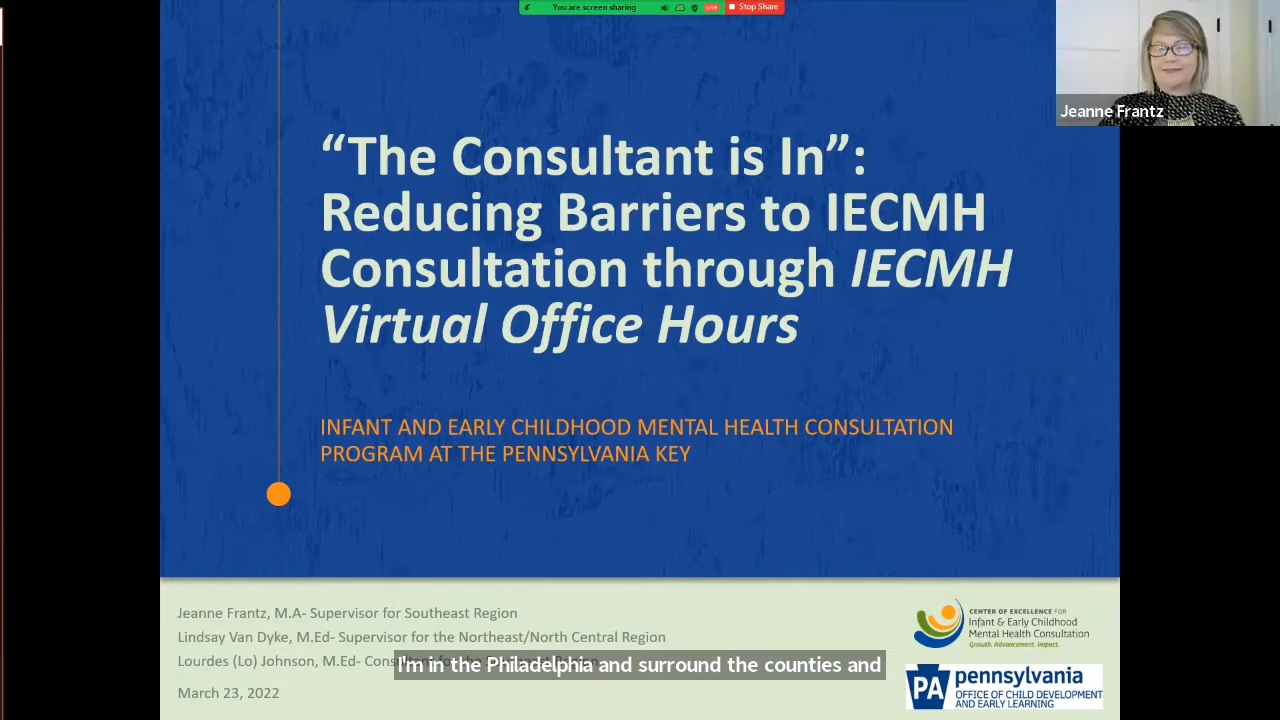 You are screen sharing
LIVE
Stop Share
Jeanne Frantz
“The Consultant is In”:
Reducing Barriers to IECMH
Consultation through IECMH
Virtual Office Hours
INFANT AND EARLY CHILDHOOD MENTAL HEALTH CONSULTATION
PROGRAM AT THE PENNSYLVANIA KEY
Jeanne Frantz, M.A- Supervisor for Southeast Region
Lindsay Van Dyke, M.Ed- Supervisor for the Northeast/North Central Region
Lourdes (Lo) Johnson, M.Ed-
I'm in the Philadelphia and surround the counties and
March 23, 2022
CENTER OF EXCELLENCE FOR
Infant & Early Childhood
Mental Health Consultation
Growth. Advancement. Impact.
PA
pennsylvania
OFFICE OF CHILD DEVELOPMENT
AND EARLY LEARNING